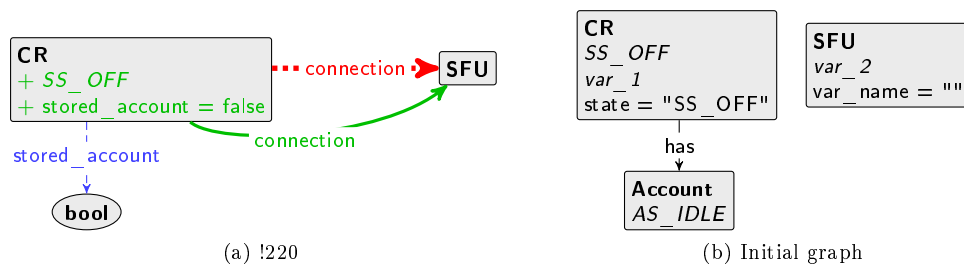 CR
+ SS_OFF
+ stored_account = false
connection
SFU
connection
stored_account
bool
(a) !220
CR
SS_OFF
var_1
state = "SS_OFF"
SFU
var_2
var_name = ""
has
Account
AS_IDLE
(b) Initial graph